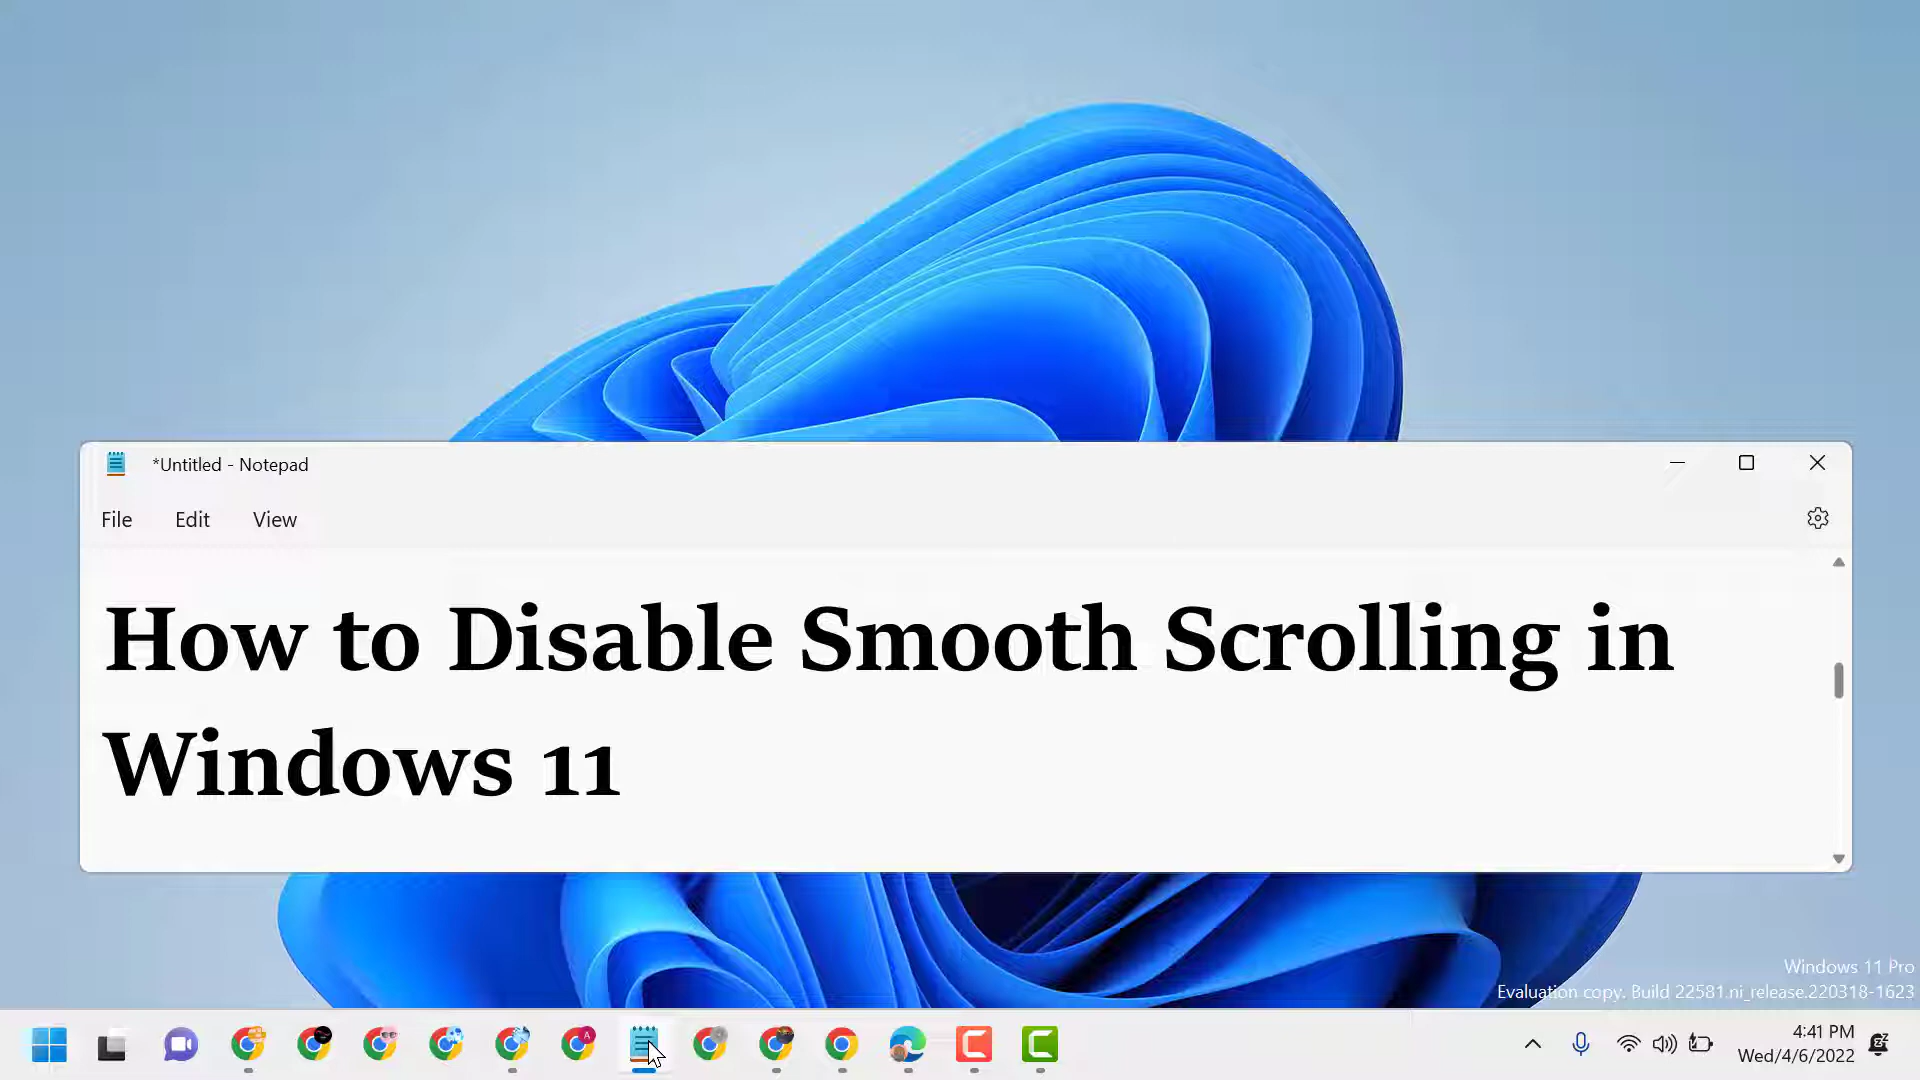 *Untitled - Notepad
File Edit View
How to Disable Smooth Scrolling in
Windows 11
Windows 11 Pro
Evaluation copy. Build 22581.ni_release.220318-1623
4:41 PM
Wed/4/6/2022